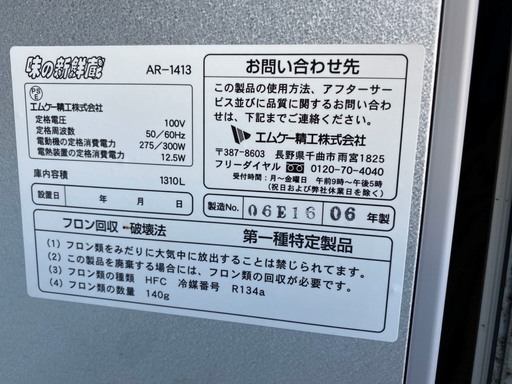 味の新鮮蔵 AR-1413
PS
E
エムケー精工株式会社
定格電圧 100V
定格周波数 50/60Hz
電動機の定格消費電力 275/300W
電熱装置の定格消費電力 12.5W
庫内容積 1310L
設置日 年 月 日
お問い合わせ先
この製品の使用方法、アフターサー
ビス並びに品質に関するお問い合わ
せは、下記までご連絡ください。
エムケー精工株式会社
〒387-8603 長野県千曲市雨宮1825
フリーダイヤル 0120-70-4040
受付時間：月～金曜日 午前9時～午後5時
(祝日および弊社休業日を除く)
製造No. 06E16 06 年製
フロン回収・破壊法 第一種特定製品
(1) フロン類をみだりに大気中に放出することは禁じられてます。
(2) この製品を廃棄する場合には、フロン類の回収が必要です。
(3) フロン類の種類 HFC 冷媒番号 R134a
(4) フロン類の数量 140g